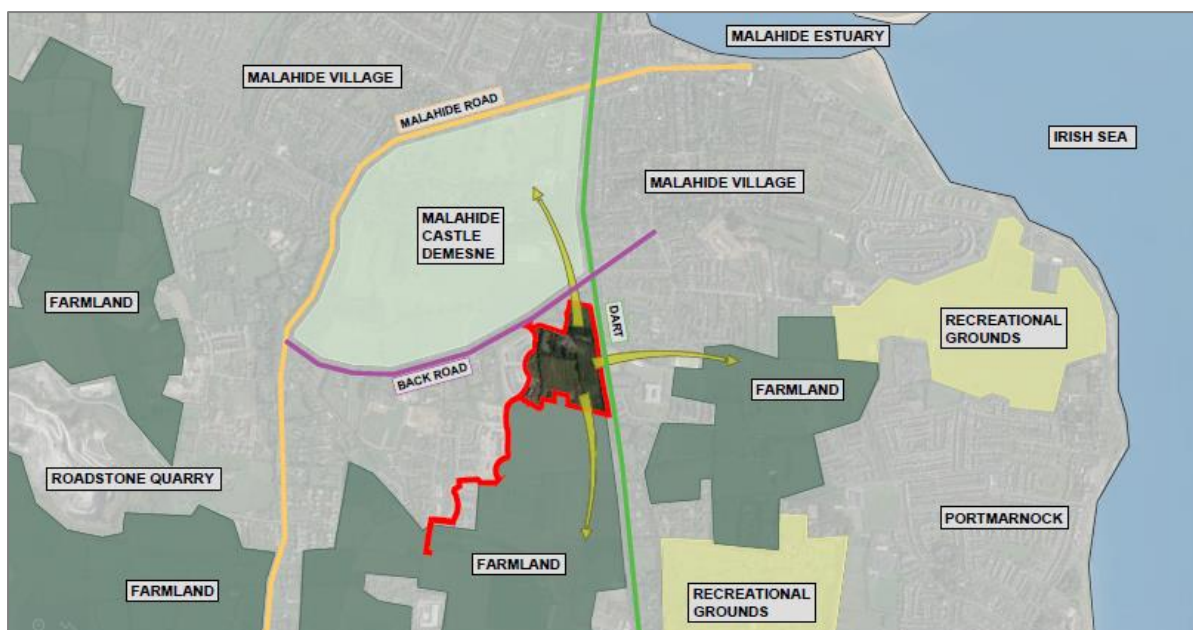 MALAHIDE ESTUARY
MALAHIDE VILLAGE
MALAHIDE ROAD
IRISH SEA
MALAHIDE VILLAGE
MALAHIDE
CASTLE
DEMESNE
FARMLAND
DART
RECREATIONAL
GROUNDS
BACK ROAD
FARMLAND
ROADSTONE QUARRY
PORTMARNOCK
FARMLAND
FARMLAND
RECREATIONAL
GROUNDS